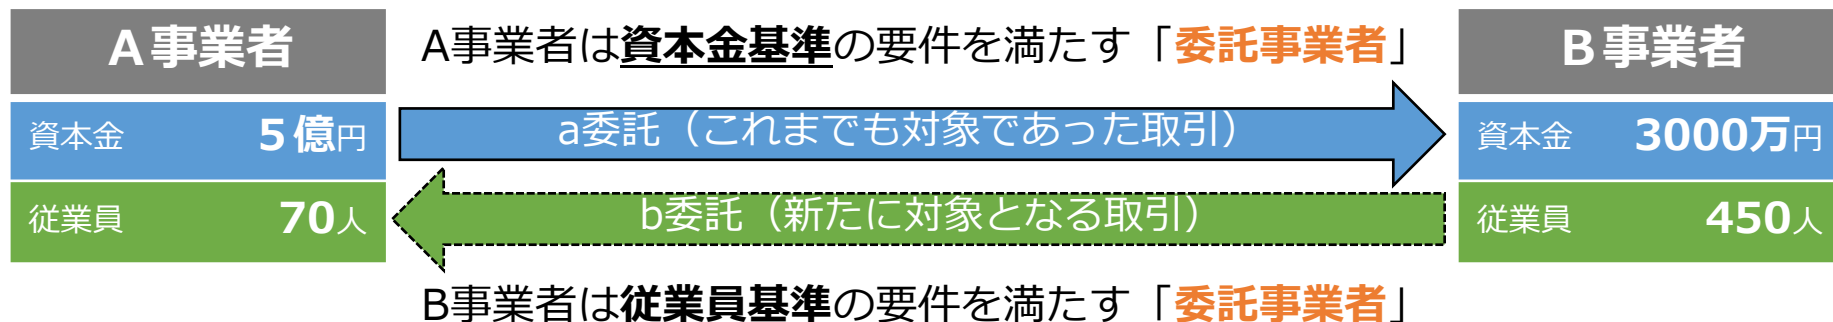 A事業者
A事業者は資本金基準の要件を満たす「委託事業者」
B事業者
資本金 5億円
a委託（これまでも対象であった取引）
資本金 3000万円
従業員 70人
b委託（新たに対象となる取引）
従業員 450人
B事業者は従業員基準の要件を満たす「委託事業者」